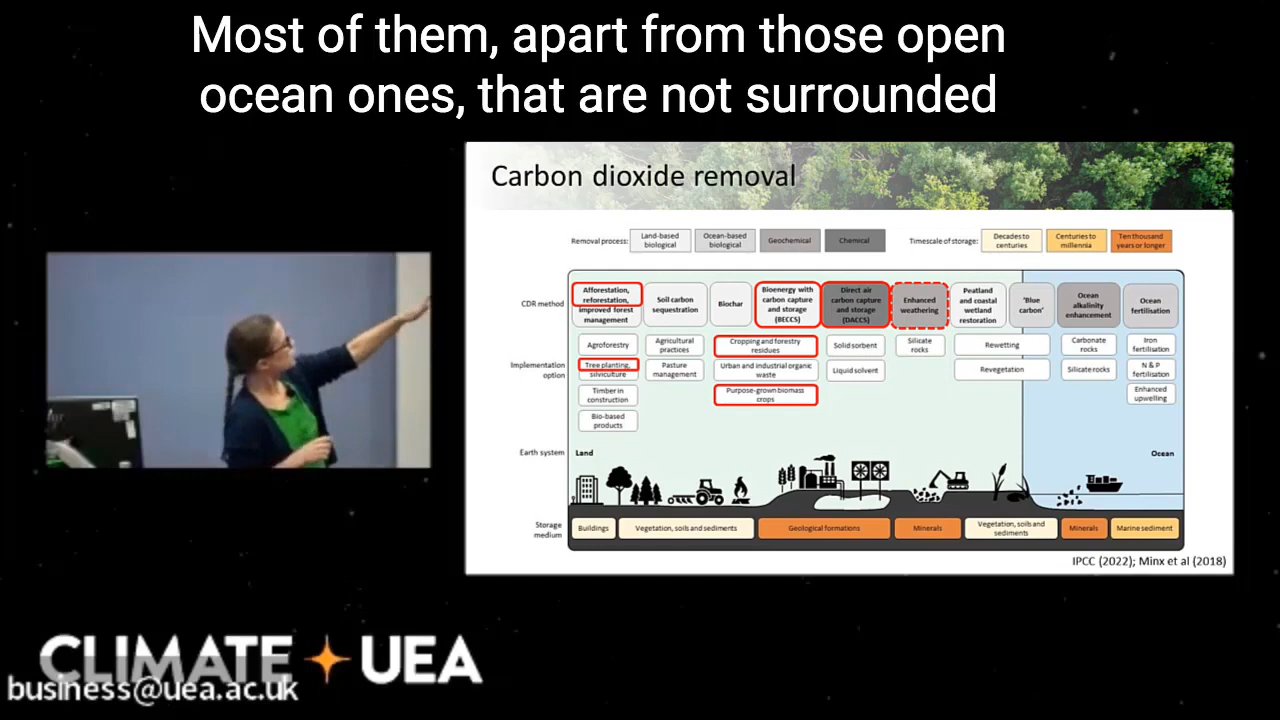 Most of them, apart from those open
ocean ones, that are not surrounded
Carbon dioxide removal
Removal process:
Land-based
biological
Ocean-based
biological
Geochemical
Chemical
Timescale of storage:
Decades to
centuries
Centuries to
millennia
Ten thousand
years or longer
CDR method
Afforestation,
reforestation,
improved forest
management
Soil carbon
sequestration
Biochar
Bioenergy with
carbon capture
and storage
(BECCS)
Direct air
carbon capture
and storage
(DACCS)
Enhanced
weathering
Peatland
and coastal
wetland
restoration
'Blue
carbon'
Ocean
alkalinity
enhancement
Ocean
fertilisation
Implementation
option
Agroforestry
Tree planting,
silviculture
Timber in
construction
Bio-based
products
Agricultural
practices
Pasture
management
Cropping and forestry
residues
Urban and industrial organic
waste
Purpose-grown biomass
crops
Solid sorbent
Liquid solvent
Silicate
rocks
Rewetting
Revegetation
Carbonate
rocks
Silicate rocks
Iron
fertilisation
N & P
fertilisation
Enhanced
upwelling
Earth system
Land
Ocean
Storage
medium
Buildings
Vegetation, soils and sediments
Geological formations
Minerals
Vegetation, soils and
sediments
Minerals
Marine sediment
IPCC (2022); Minx et al (2018)
CLIMATE UEA
business@uea.ac.uk